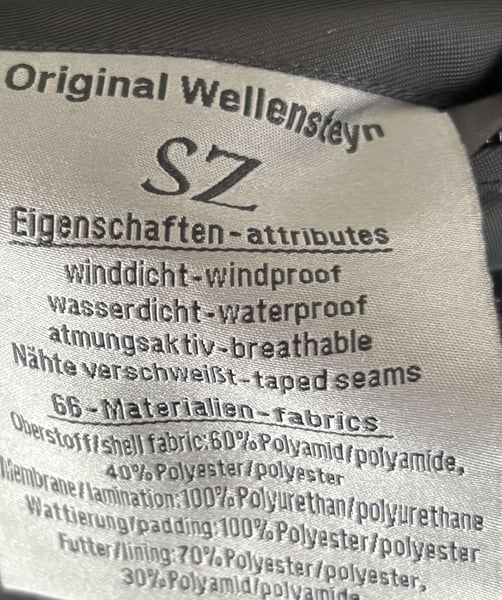 Original Wellensteyn
SZ
Eigenschaften-attributes
winddicht-windproof
wasserdicht-waterproof
atmungsaktiv-breathable
Nähte verschweißt-taped seams
66-Materialien-fabrics
Oberstoff/shell fabric:60%Polyamid/polyamide,
40%Polyester/polyester
Membrane/lamination:100%Polyurethan/polyurethane
Wattierung/padding:100%Polyester/polyester
Futter/lining:70%Polyester/polyester,
30%Polyamid/polyamide